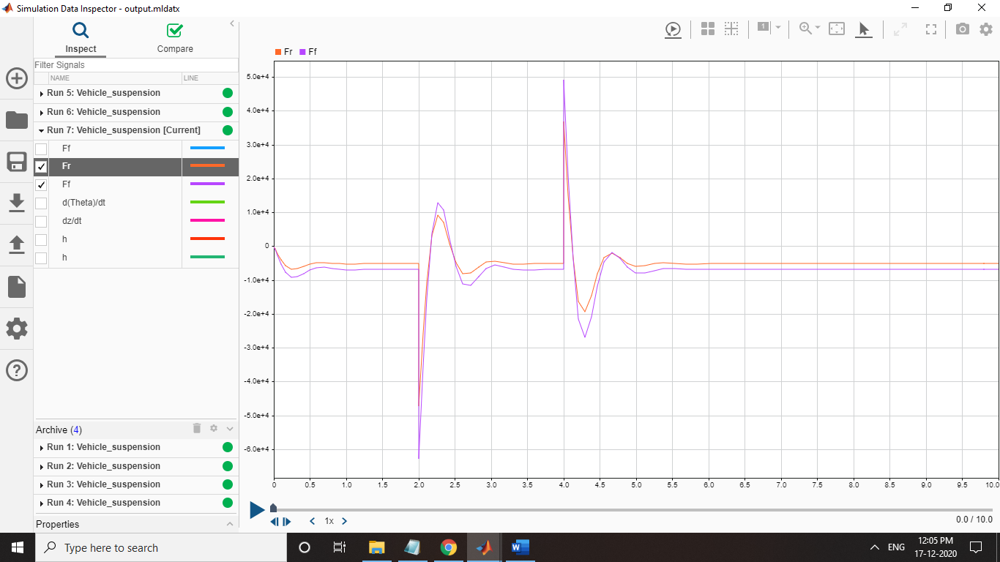 Simulation Data Inspector - output.mldatx
Inspect
Compare
Filter Signals
NAME LINE
Run 5: Vehicle_suspension
Run 6: Vehicle_suspension
Run 7: Vehicle_suspension [Current]
Ff
Fr
Ff
d(Theta)/dt
dz/dt
h
h
Archive (4)
Run 1: Vehicle_suspension
Run 2: Vehicle_suspension
Run 3: Vehicle_suspension
Run 4: Vehicle_suspension
Properties
1
Fr Ff
5.0e+4
4.0e+4
3.0e+4
2.0e+4
1.0e+4
0
-1.0e+4
-2.0e+4
-3.0e+4
-4.0e+4
-5.0e+4
-6.0e+4
0 0.5 1.0 1.5 2.0 2.5 3.0 3.5 4.0 4.5 5.0 5.5 6.0 6.5 7.0 7.5 8.0 8.5 9.0 9.5 10.0
1x
0.0 / 10.0
Type here to search
ENG
12:05 PM
17-12-2020